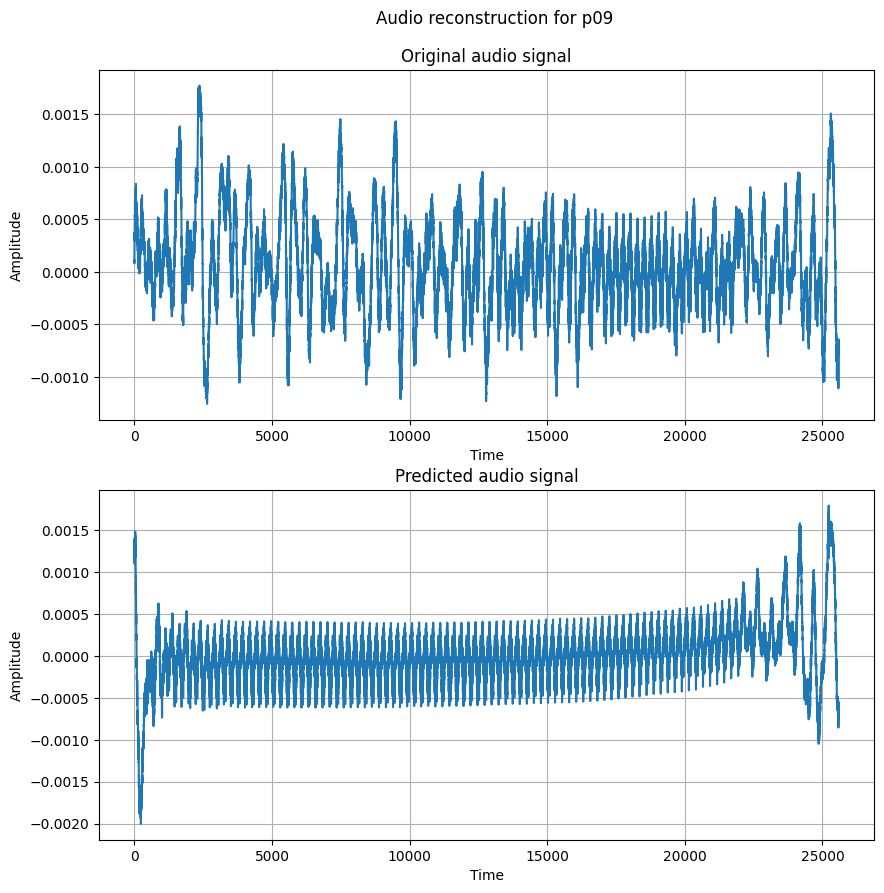 Audio reconstruction for p09
Original audio signal
Amplitude
0.0015
0.0010
0.0005
0.0000
−0.0005
−0.0010
0 5000 10000 15000 20000 25000
Time
Predicted audio signal
Amplitude
0.0015
0.0010
0.0005
0.0000
−0.0005
−0.0010
−0.0015
−0.0020
0 5000 10000 15000 20000 25000
Time